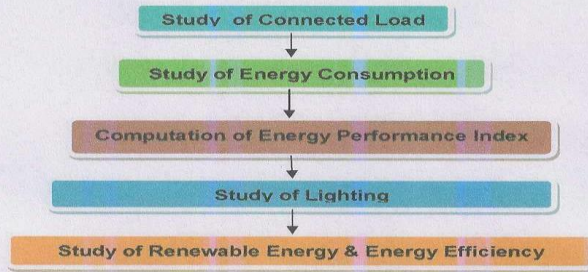 Study of Connected Load
Study of Energy Consumption
Computation of Energy Performance Index
Study of Lighting
Study of Renewable Energy & Energy Efficiency